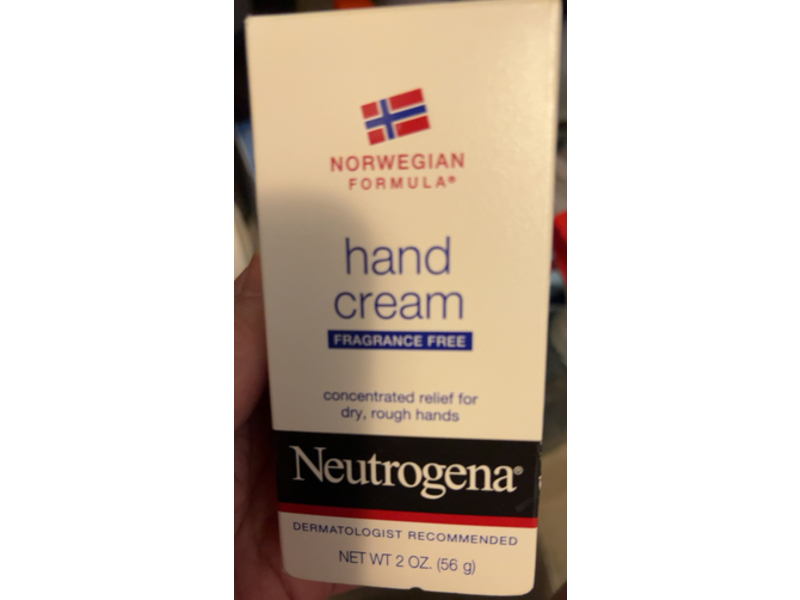 NORWEGIAN
FORMULA®
hand
cream
FRAGRANCE FREE
concentrated relief for
dry, rough hands
Neutrogena®
DERMATOLOGIST RECOMMENDED
NET WT 2 OZ. (56 g)